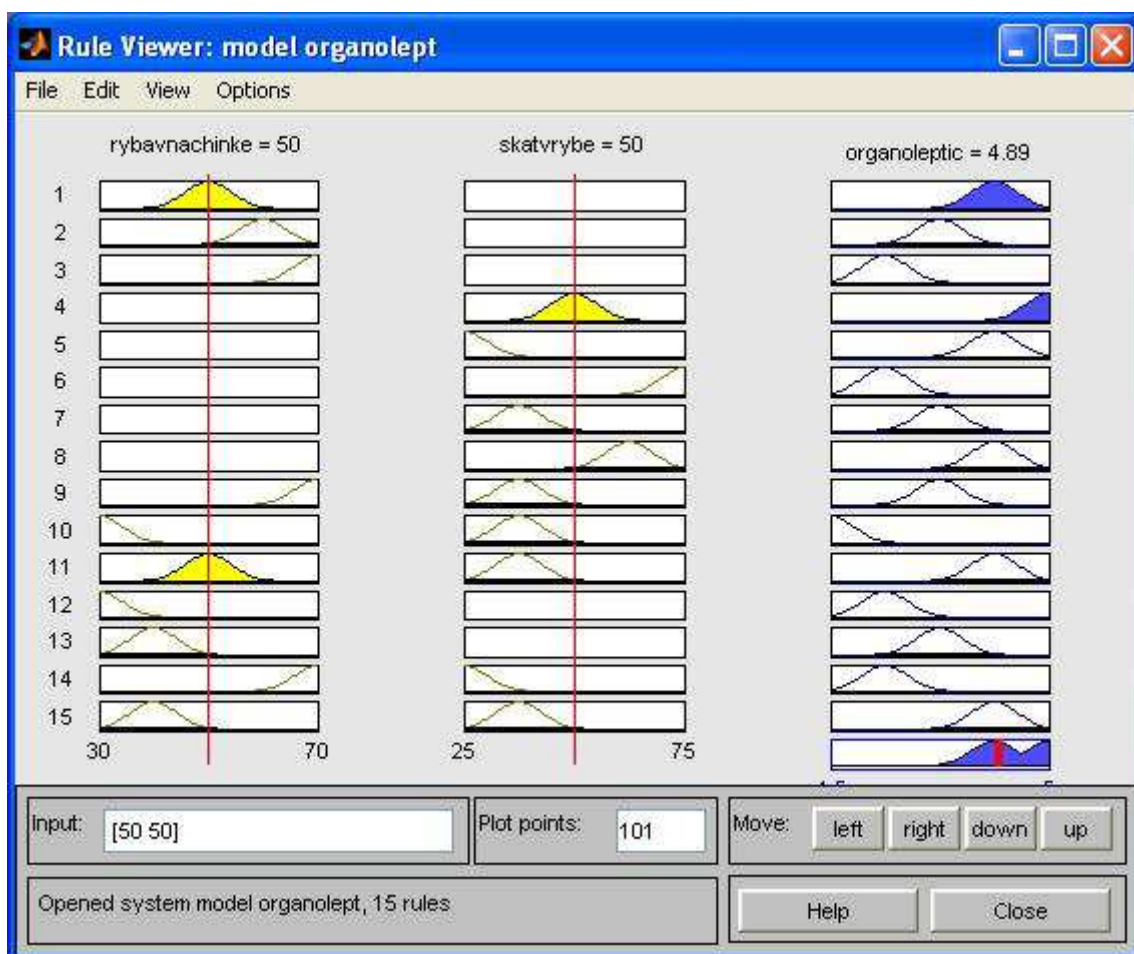 Rule Viewer: model organolept
File Edit View Options
rybavnachinke = 50
skatvrybe = 50
organoleptic = 4.89
1
2
3
4
5
6
7
8
9
10
11
12
13
14
15
30 70 25 75
Input: [50 50] Plot points: 101 Move: left right down up
Opened system model organolept, 15 rules
Help Close